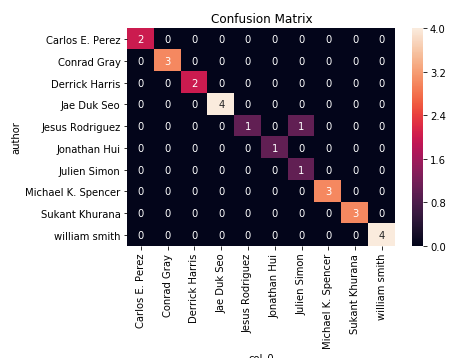 Confusion Matrix
Carlos E. Perez 2 0 0 0 0 0 0 0 0 0
Conrad Gray 0 3 0 0 0 0 0 0 0 0
Derrick Harris 0 0 2 0 0 0 0 0 0 0
Jae Duk Seo 0 0 0 4 0 0 0 0 0 0
Jesus Rodriguez 0 0 0 0 1 0 1 0 0 0
Jonathan Hui 0 0 0 0 0 1 0 0 0 0
Julien Simon 0 0 0 0 0 0 1 0 0 0
Michael K. Spencer 0 0 0 0 0 0 0 3 0 0
Sukant Khurana 0 0 0 0 0 0 0 0 3 0
william smith 0 0 0 0 0 0 0 0 0 4
author
Carlos E. Perez
Conrad Gray
Derrick Harris
Jae Duk Seo
Jesus Rodriguez
Jonathan Hui
Julien Simon
Michael K. Spencer
Sukant Khurana
william smith
col_0
4.0
3.2
2.4
1.6
0.8
0.0